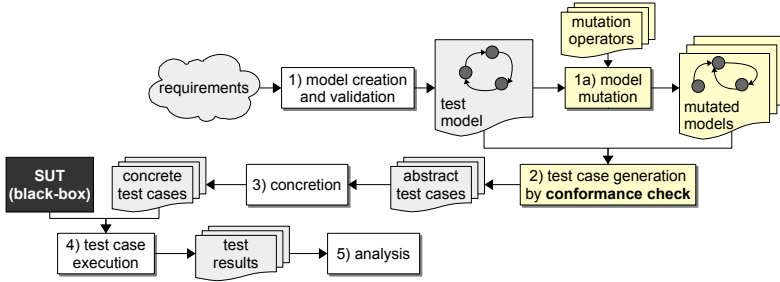 mutation
operators
requirements
1) model creation
and validation
test
model
1a) model
mutation
mutated
models
SUT
(black-box)
concrete
test cases
3) concretion
abstract
test cases
2) test case generation
by conformance check
4) test case
execution
test
results
5) analysis